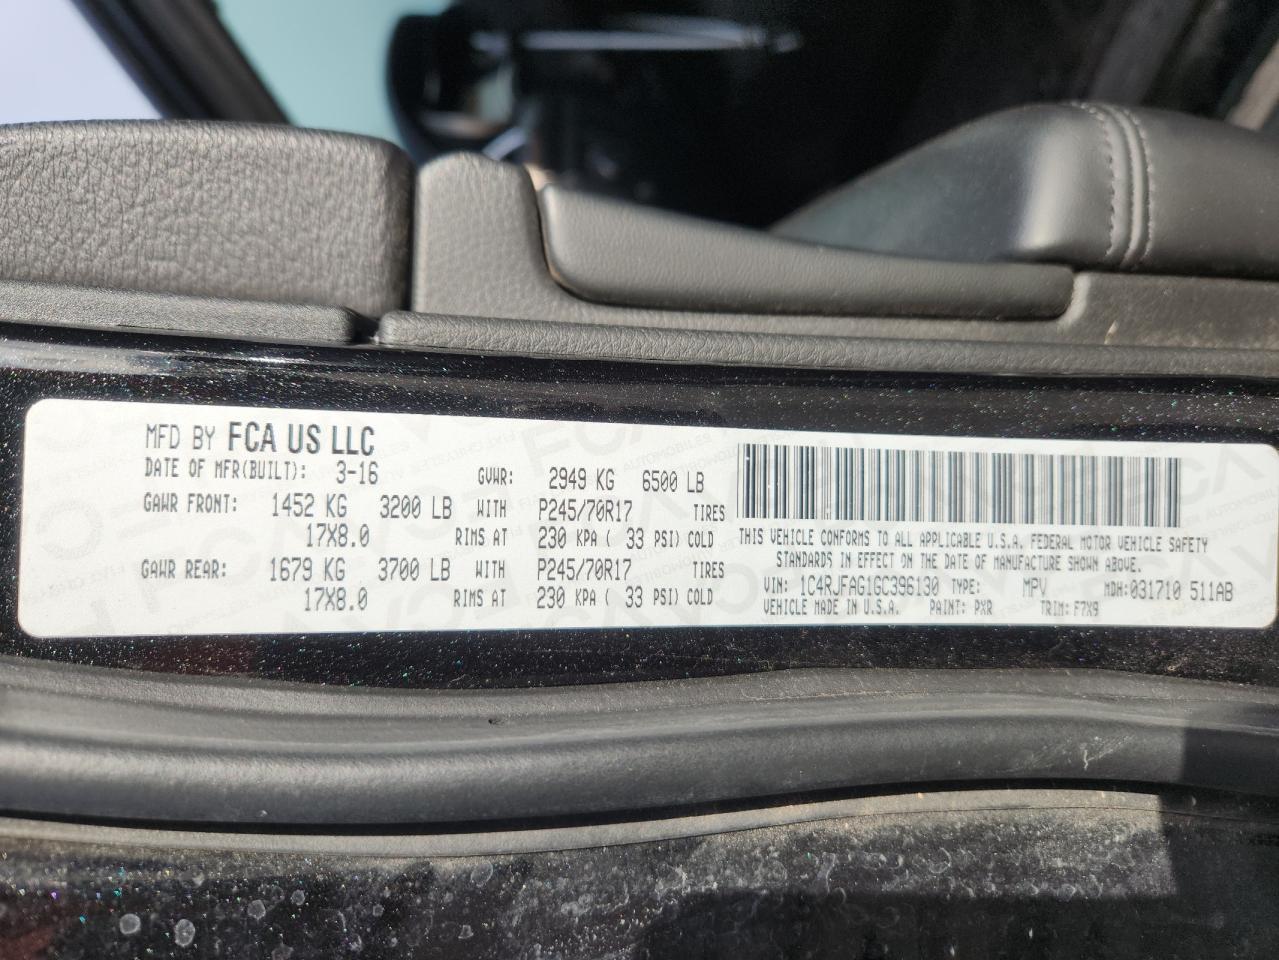 MFD BY FCA US LLC
DATE OF MFR(BUILT): 3-16 GVWR: 2949 KG 6500 LB
GAWR FRONT: 1452 KG 3200 LB WITH P245/70R17 TIRES
17X8.0 RIMS AT 230 KPA ( 33 PSI) COLD
GAWR REAR: 1679 KG 3700 LB WITH P245/70R17 TIRES
17X8.0 RIMS AT 230 KPA ( 33 PSI) COLD
THIS VEHICLE CONFORMS TO ALL APPLICABLE U.S.A. FEDERAL MOTOR VEHICLE SAFETY
STANDARDS IN EFFECT ON THE DATE OF MANUFACTURE SHOWN ABOVE.
VIN: 1C4RJFAG1GC396130 TYPE: MPV MDH:031710 511AB
VEHICLE MADE IN U.S.A. PAINT: PXR TRIM: F7X9